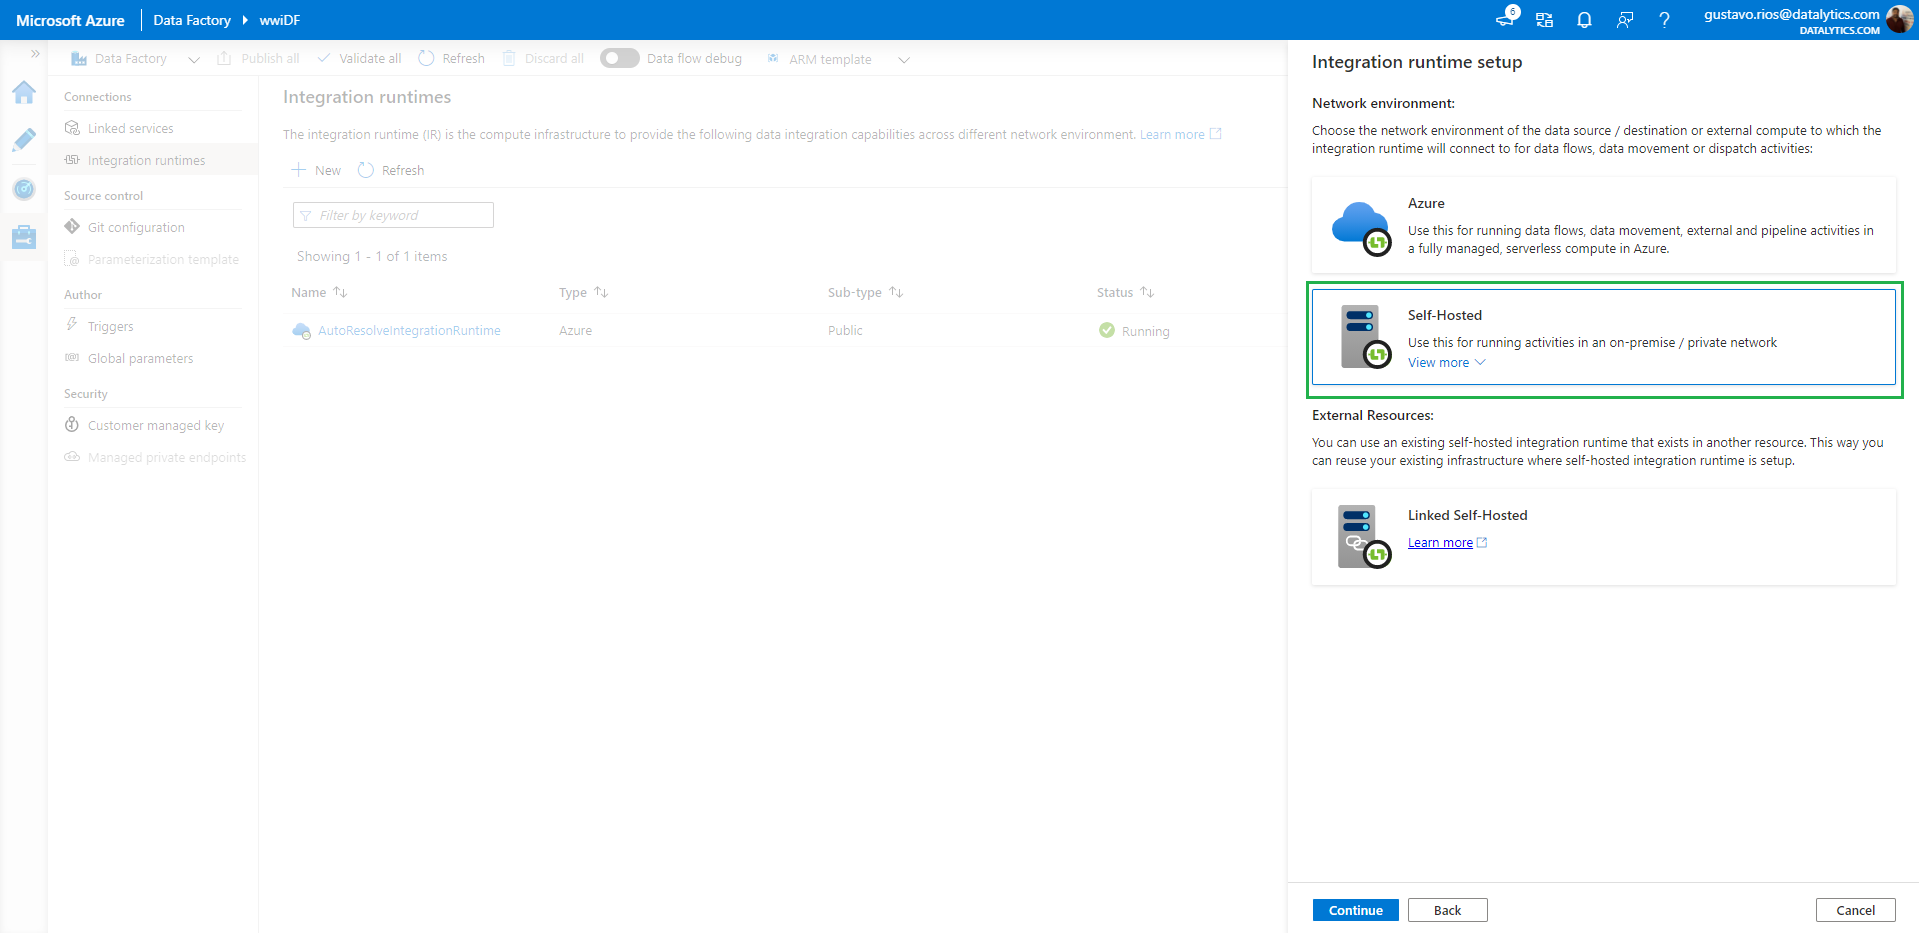 Microsoft Azure
Data Factory
wwiDF
6
gustavo.rios@datalytics.com
DATALYTICS.COM
Data Factory
Publish all
Validate all
Refresh
Discard all
Data flow debug
ARM template
Connections
Linked services
Integration runtimes
Source control
Git configuration
Parameterization template
Author
Triggers
Global parameters
Security
Customer managed key
Managed private endpoints
Integration runtimes
The integration runtime (IR) is the compute infrastructure to provide the following data integration capabilities across different network environment. Learn more
New
Refresh
Filter by keyword
Showing 1 - 1 of 1 items
Name Type Sub-type Status
AutoResolveIntegrationRuntime Azure Public Running
Integration runtime setup
Network environment:
Choose the network environment of the data source / destination or external compute to which the
integration runtime will connect to for data flows, data movement or dispatch activities:
Azure
Use this for running data flows, data movement, external and pipeline activities in
a fully managed, serverless compute in Azure.
Self-Hosted
Use this for running activities in an on-premise / private network
View more
External Resources:
You can use an existing self-hosted integration runtime that exists in another resource. This way you
can reuse your existing infrastructure where self-hosted integration runtime is setup.
Linked Self-Hosted
Learn more
Continue
Back
Cancel